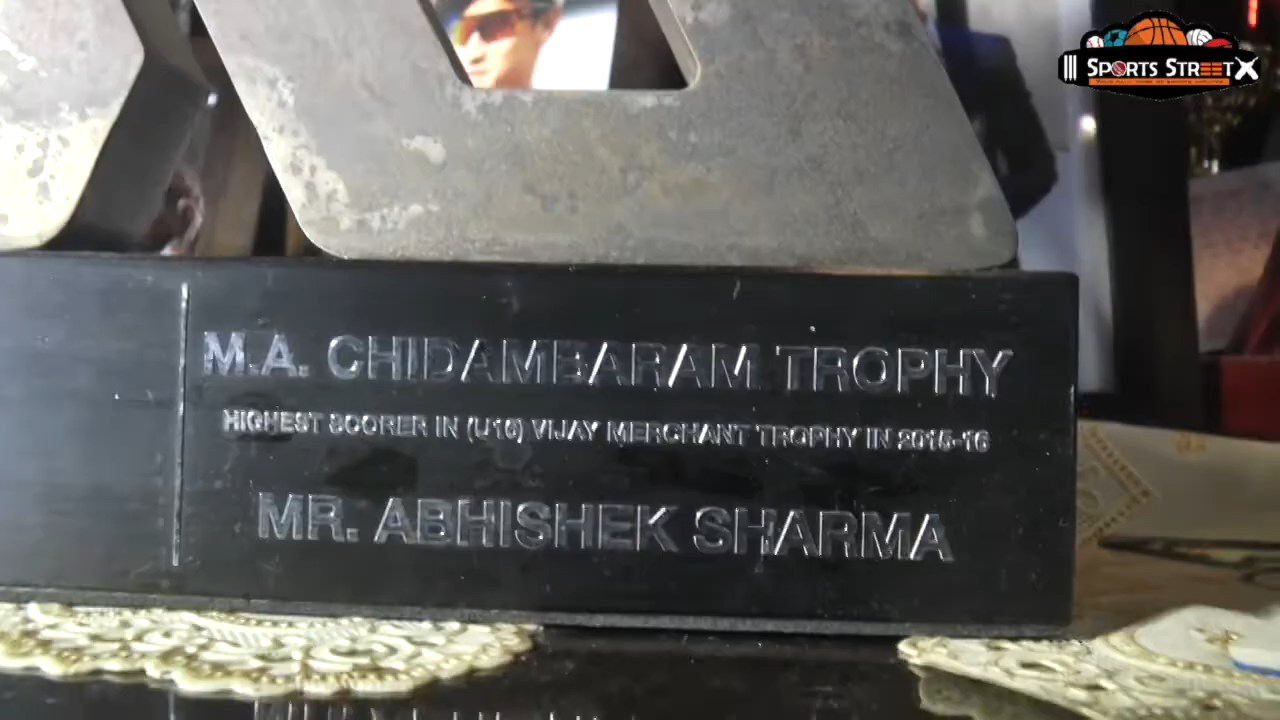 SPORTS STREET X
M.A. CHIDAMBARAM TROPHY
HIGHEST SCORER IN (U16) VIJAY MERCHANT TROPHY IN 2015-16
MR. ABHISHEK SHARMA